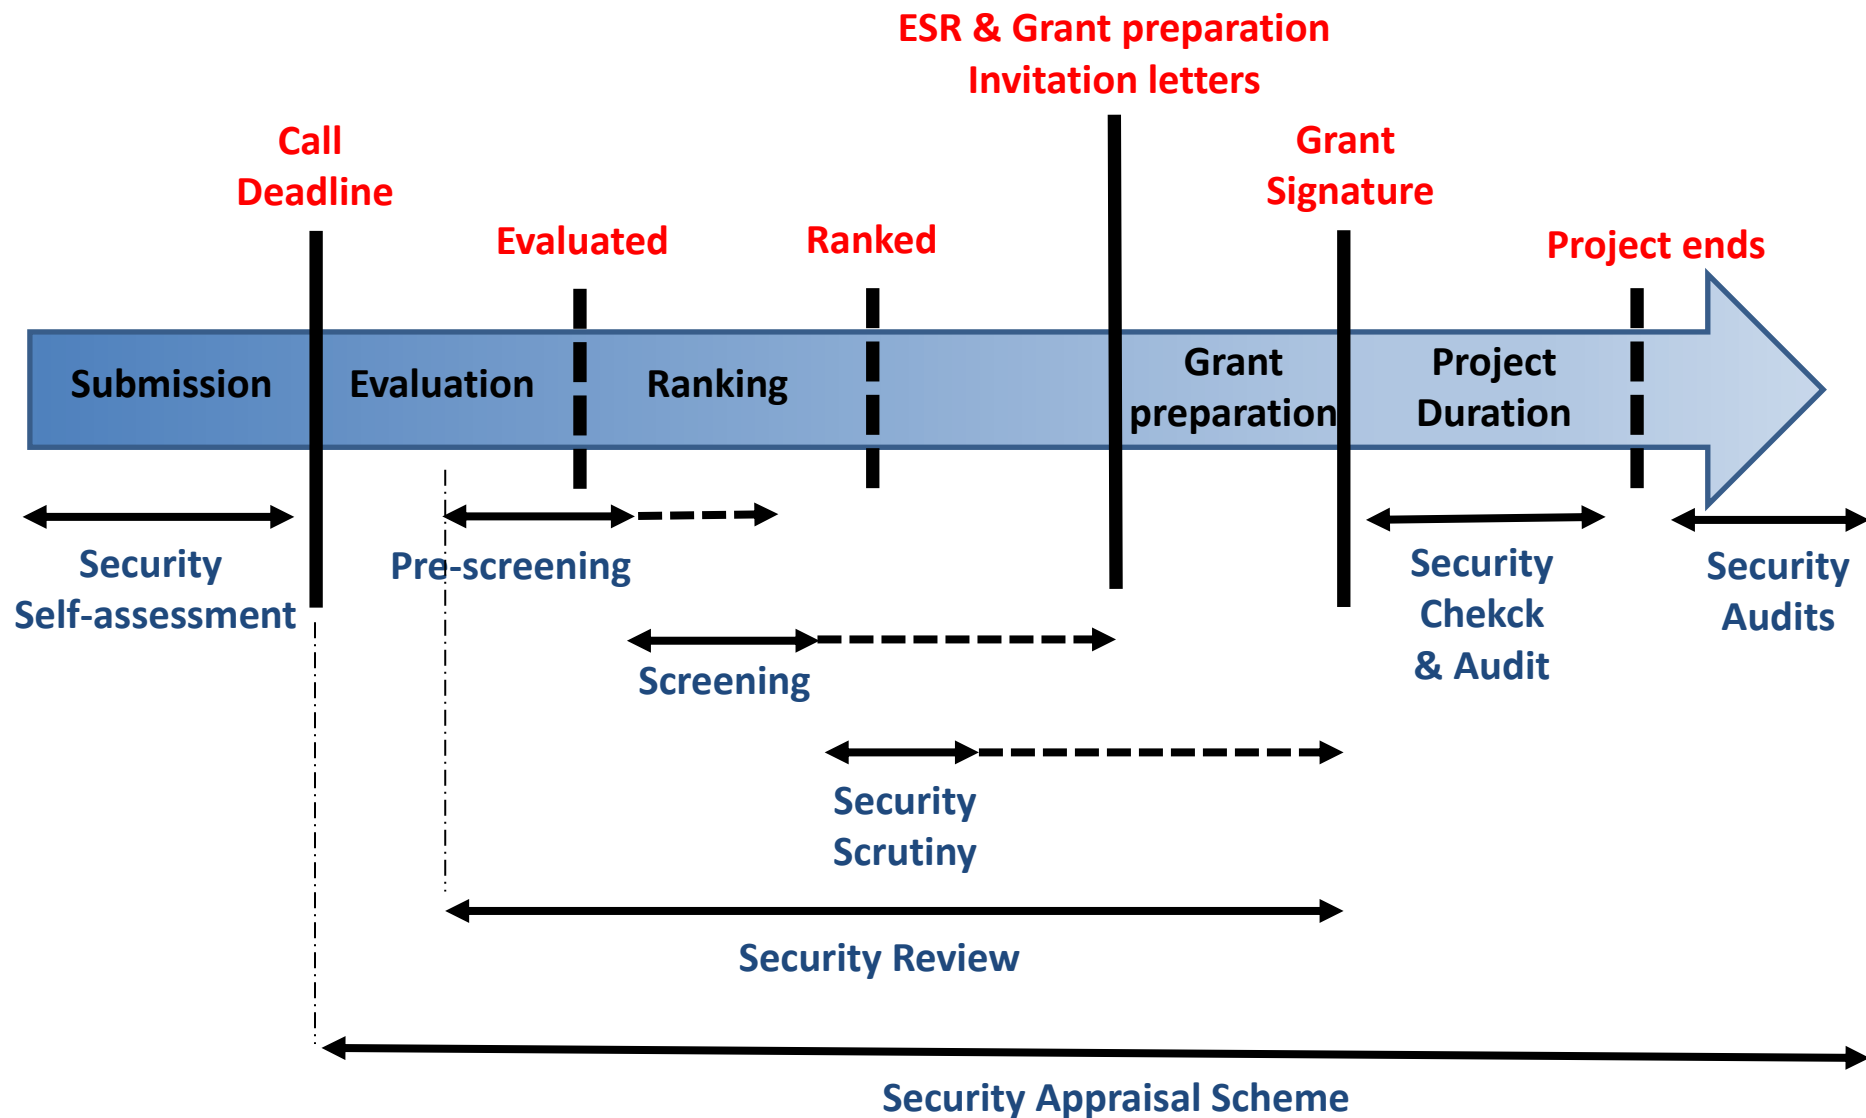 ESR & Grant preparation
Invitation letters
Call
Deadline
Grant
Signature
Evaluated
Ranked
Project ends
Submission
Evaluation
Ranking
Grant
preparation
Project
Duration
Security
Self-assessment
Pre-screening
Screening
Security
Scrutiny
Security
Chekck
& Audit
Security
Audits
Security Review
Security Appraisal Scheme